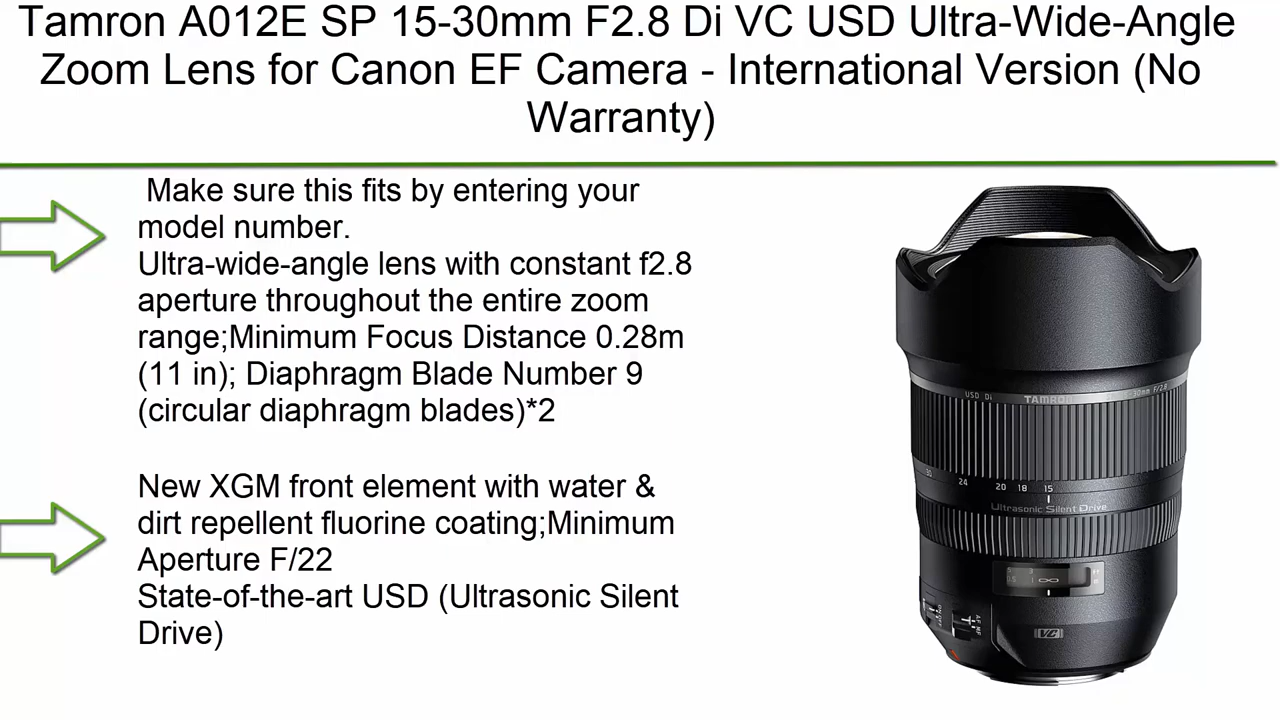 Tamron A012E SP 15-30mm F2.8 Di VC USD Ultra-Wide-Angle
Zoom Lens for Canon EF Camera - International Version (No
Warranty)
Make sure this fits by entering your
model number.
Ultra-wide-angle lens with constant f2.8
aperture throughout the entire zoom
range;Minimum Focus Distance 0.28m
(11 in); Diaphragm Blade Number 9
(circular diaphragm blades)*2
New XGM front element with water &
dirt repellent fluorine coating;Minimum
Aperture F/22
State-of-the-art USD (Ultrasonic Silent
Drive)
USD Di TAMRON 30mm F/2.8
30 24 20 18 15
Ultrasonic Silent Drive
VC